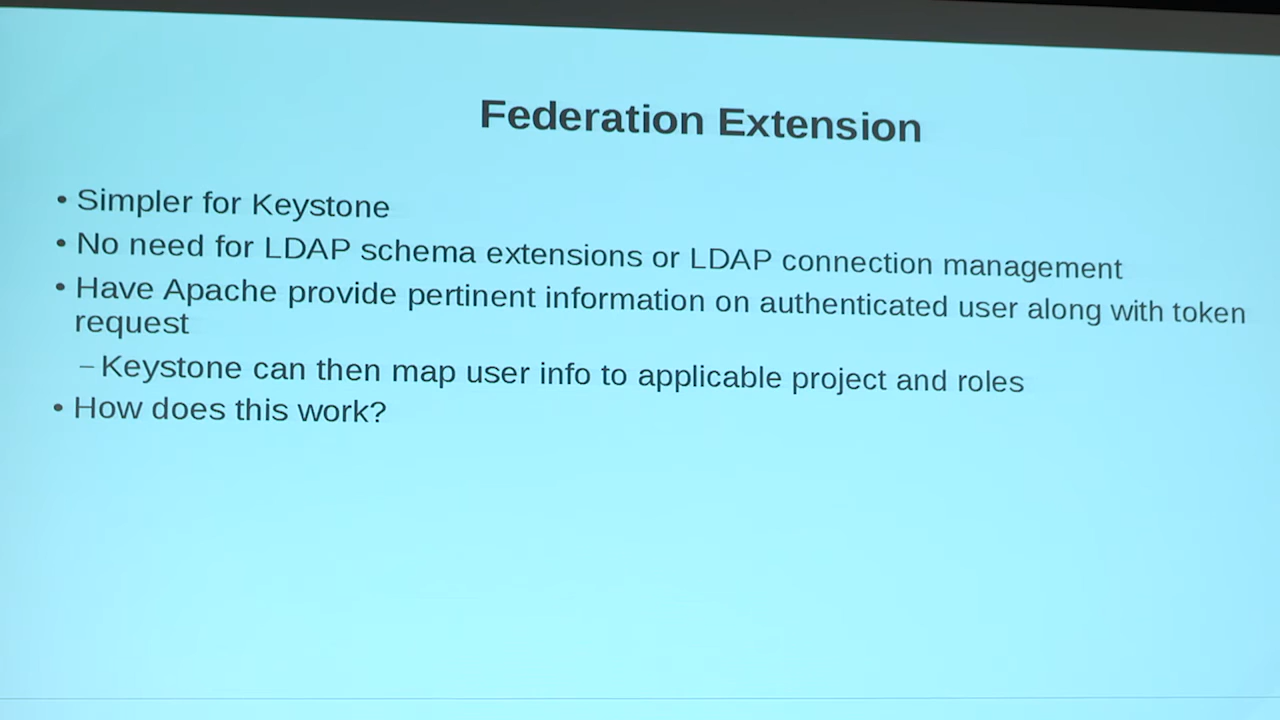 Federation Extension
• Simpler for Keystone
• No need for LDAP schema extensions or LDAP connection management
• Have Apache provide pertinent information on authenticated user along with token
request
– Keystone can then map user info to applicable project and roles
• How does this work?